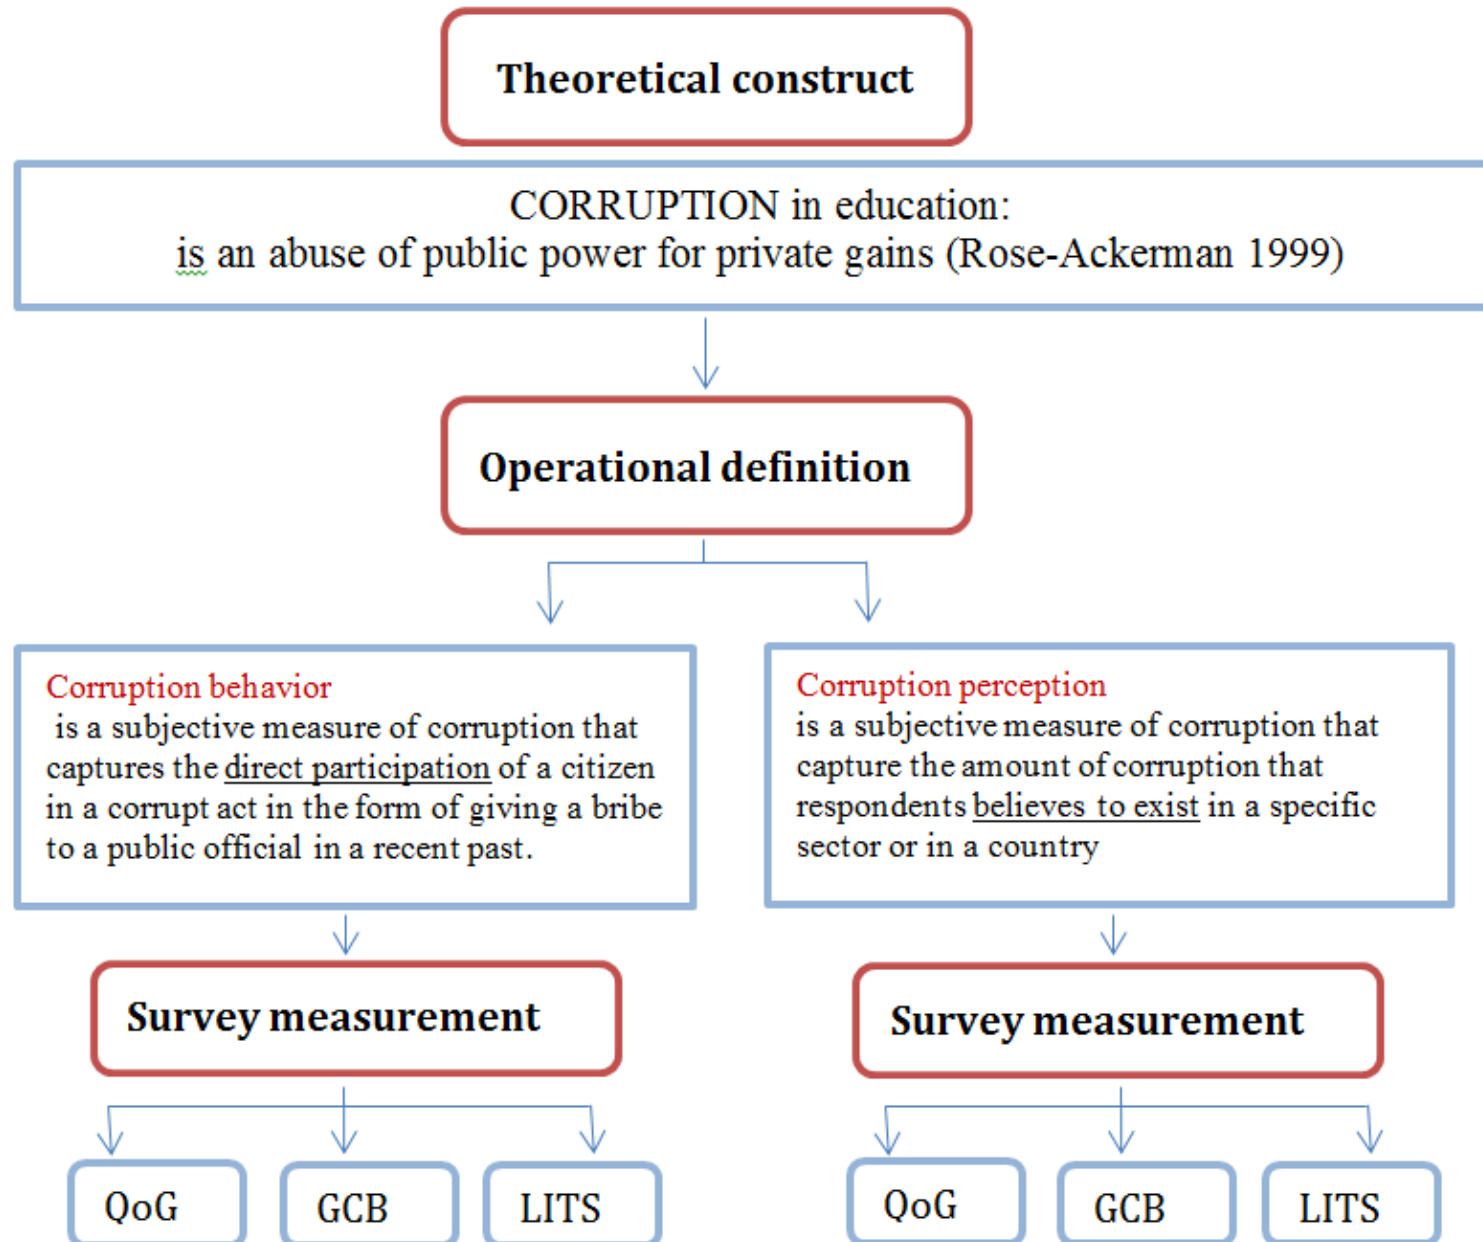 Theoretical construct
CORRUPTION in education:
is an abuse of public power for private gains (Rose-Ackerman 1999)
Operational definition
Corruption behavior
is a subjective measure of corruption that
captures the direct participation of a citizen
in a corrupt act in the form of giving a bribe
to a public official in a recent past.
Corruption perception
is a subjective measure of corruption that
capture the amount of corruption that
respondents believes to exist in a specific
sector or in a country
Survey measurement
Survey measurement
QoG
GCB
LITS
QoG
GCB
LITS